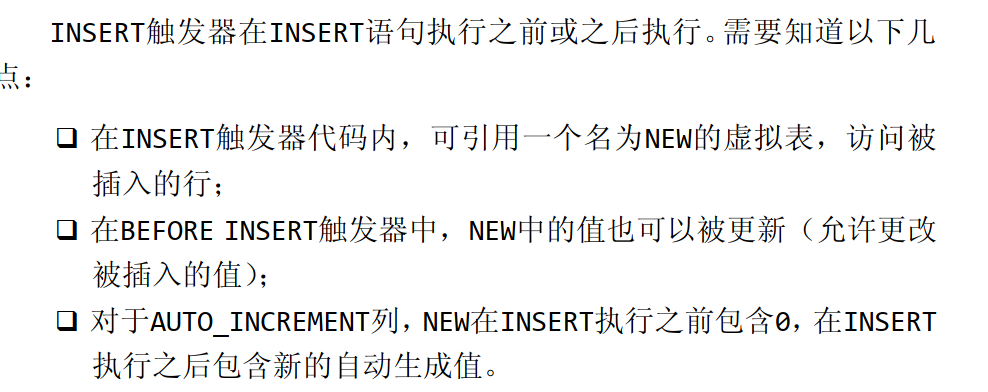 INSERT触发器在INSERT语句执行之前或之后执行。需要知道以下几
点：
❑ 在INSERT触发器代码内，可引用一个名为NEW的虚拟表，访问被
插入的行；
❑ 在BEFORE INSERT触发器中，NEW中的值也可以被更新（允许更改
被插入的值）；
❑ 对于AUTO_INCREMENT列，NEW在INSERT执行之前包含0，在INSERT
执行之后包含新的自动生成值。